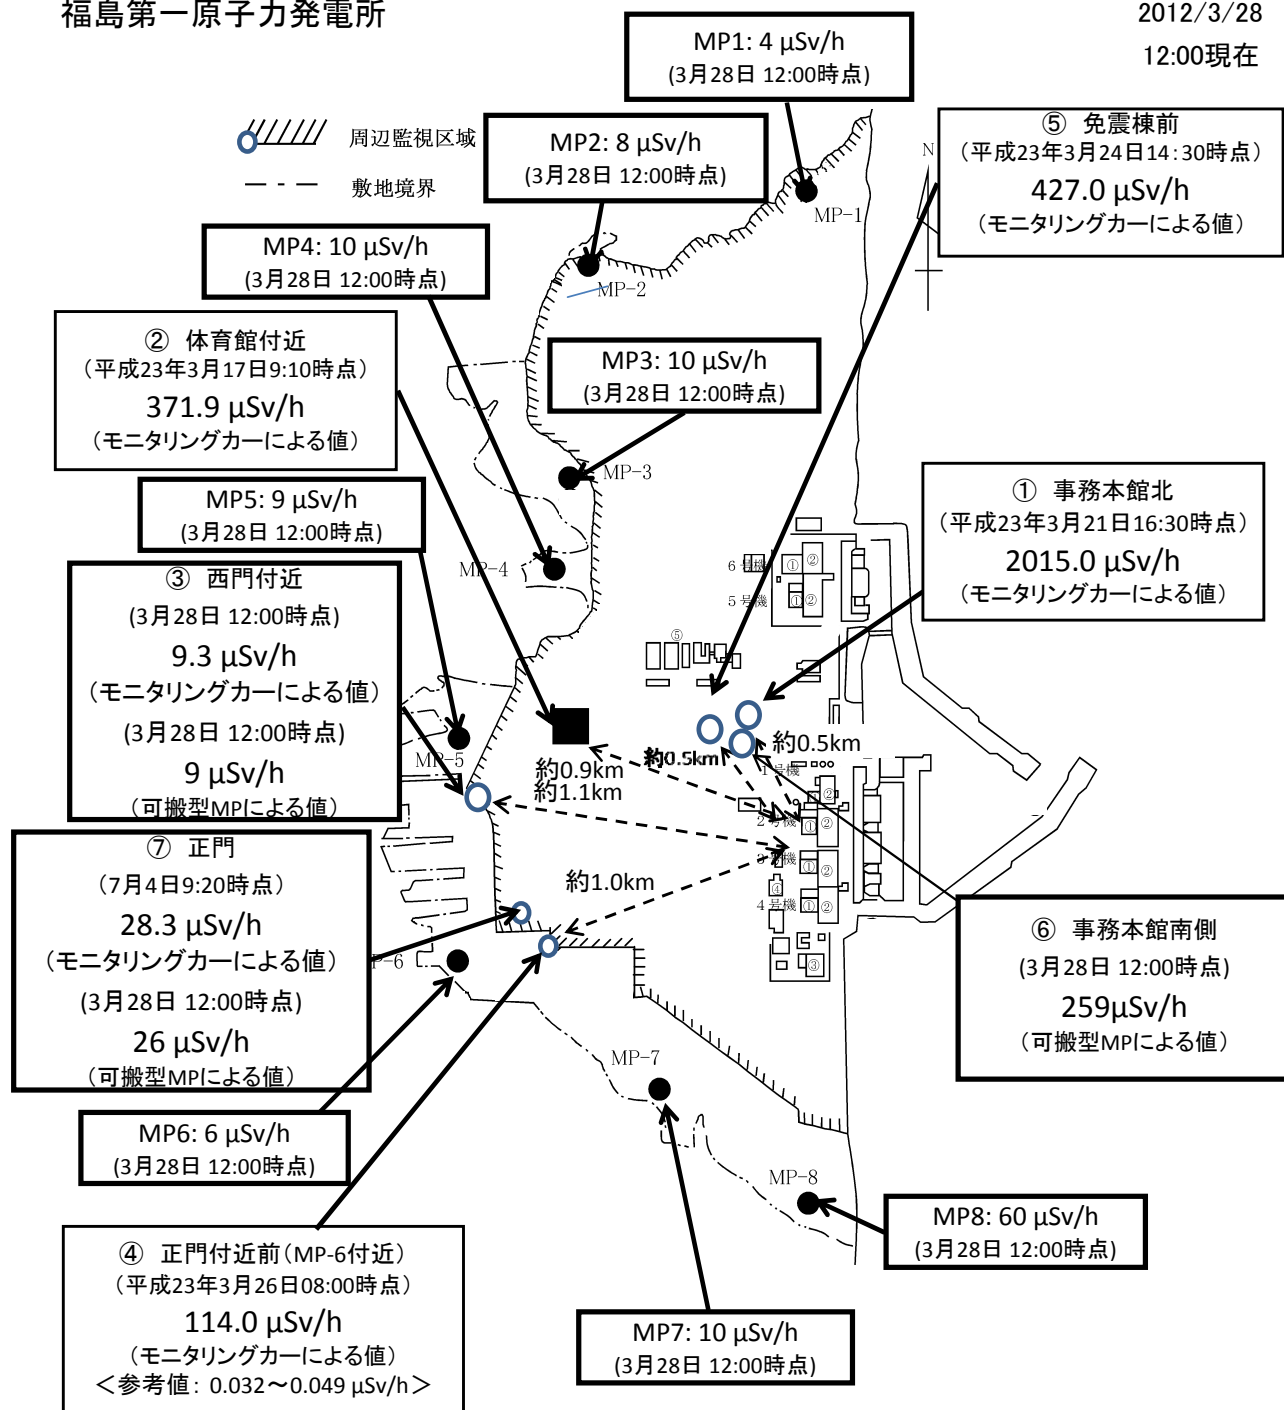 福島第一原子力発電所
2012/3/28
12:00現在
MP1: 4 μSv/h
(3月28日 12:00時点)
周辺監視区域
敷地境界
MP2: 8 μSv/h
(3月28日 12:00時点)
⑤ 免震棟前
（平成23年3月24日14:30時点）
427.0 μSv/h
（モニタリングカーによる値）
N
MP-1
MP4: 10 μSv/h
(3月28日 12:00時点)
MP-2
② 体育館付近
（平成23年3月17日9:10時点）
371.9 μSv/h
（モニタリングカーによる値）
MP3: 10 μSv/h
(3月28日 12:00時点)
MP-3
MP5: 9 μSv/h
(3月28日 12:00時点)
① 事務本館北
（平成23年3月21日16:30時点）
2015.0 μSv/h
（モニタリングカーによる値）
MP-4
6号機
①
②
5号機
①
②
③ 西門付近
(3月28日 12:00時点)
9.3 μSv/h
（モニタリングカーによる値）
(3月28日 12:00時点)
9 μSv/h
（可搬型MPによる値）
⑤
MP-5
約0.9km
約1.1km
約0.5km
約0.5km
1号機
①
②
2号機
①
②
3号機
①
②
④
4号機
①
②
③
約1.0km
⑦ 正門
(7月4日9:20時点)
28.3 μSv/h
（モニタリングカーによる値）
(3月28日 12:00時点)
26 μSv/h
（可搬型MPによる値）
P-6
⑥ 事務本館南側
(3月28日 12:00時点)
259μSv/h
（可搬型MPによる値）
MP-7
MP6: 6 μSv/h
(3月28日 12:00時点)
MP-8
MP8: 60 μSv/h
(3月28日 12:00時点)
④ 正門付近前（MP-6付近）
（平成23年3月26日08:00時点）
114.0 μSv/h
（モニタリングカーによる値）
＜参考値: 0.032～0.049 μSv/h＞
MP7: 10 μSv/h
(3月28日 12:00時点)